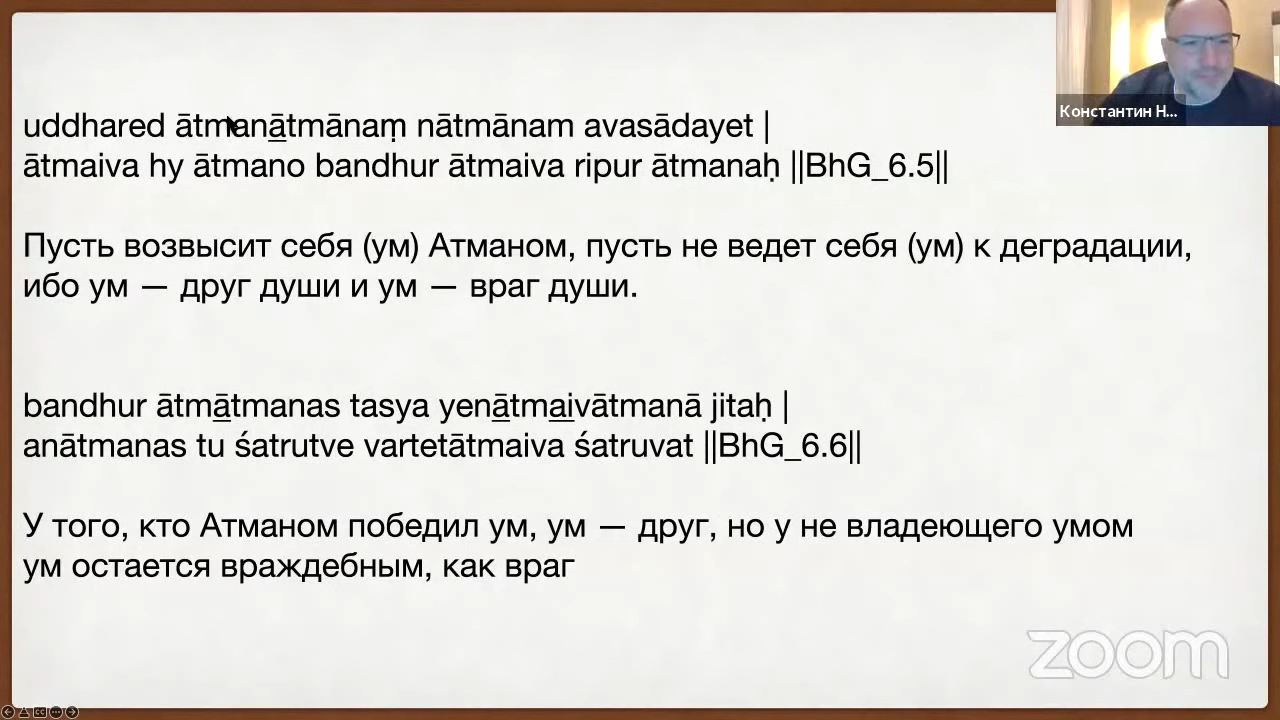 uddhared ātmanātmānaṃ nātmānam avasādayet |
ātmaiva hy ātmano bandhur ātmaiva ripur ātmanaḥ ||BhG_6.5||
Пусть возвысит себя (ум) Атманом, пусть не ведет себя (ум) к деградации,
ибо ум — друг души и ум — враг души.
bandhur ātmātmanas tasya yenātmaivātmanā jitaḥ |
anātmanas tu śatrutve vartetātmaiva śatruvat ||BhG_6.6||
У того, кто Атманом победил ум, ум — друг, но у не владеющего умом
ум остается враждебным, как враг
Константин Н...
zoom